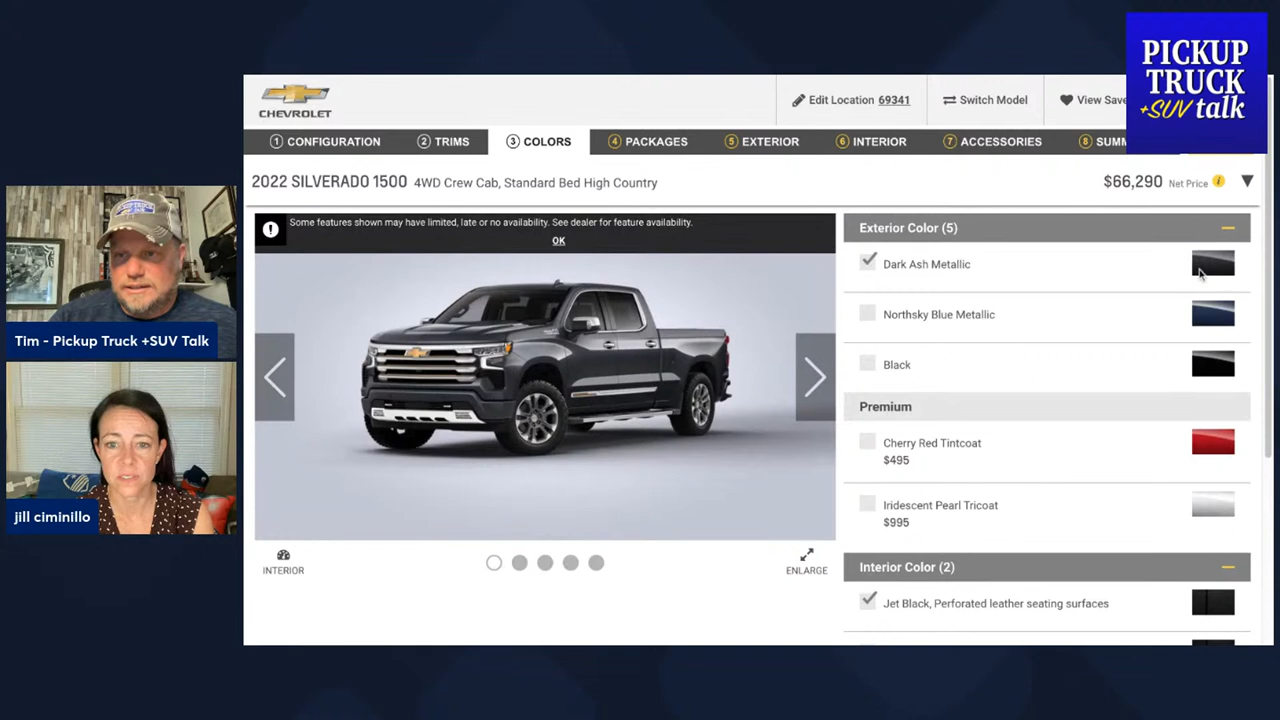 PICKUP
TRUCK
+SUV talk
CHEVROLET
Edit Location 69341
Switch Model
View Save
1 CONFIGURATION
2 TRIMS
3 COLORS
4 PACKAGES
5 EXTERIOR
6 INTERIOR
7 ACCESSORIES
8 SUMM
2022 SILVERADO 1500 4WD Crew Cab, Standard Bed High Country
$66,290 Net Price i
Some features shown may have limited, late or no availability. See dealer for feature availability.
OK
INTERIOR
ENLARGE
Exterior Color (5)
Dark Ash Metallic
Northsky Blue Metallic
Black
Premium
Cherry Red Tintcoat
$495
Iridescent Pearl Tricoat
$995
Interior Color (2)
Jet Black, Perforated leather seating surfaces
Tim - Pickup Truck +SUV Talk
jill ciminillo